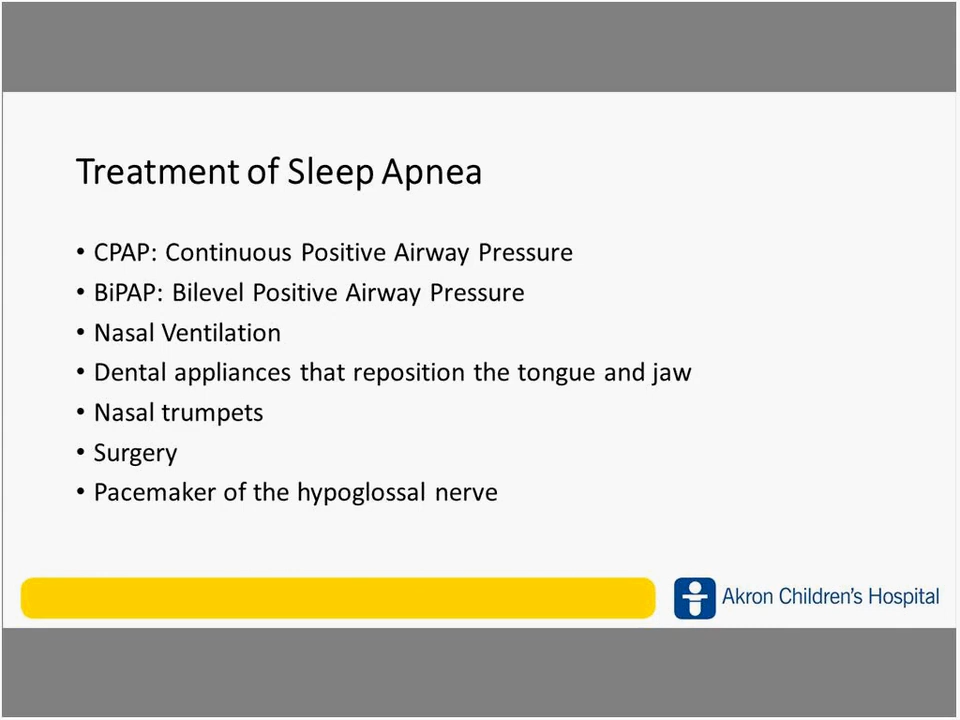 Treatment of Sleep Apnea
• CPAP: Continuous Positive Airway Pressure
• BiPAP: Bilevel Positive Airway Pressure
• Nasal Ventilation
• Dental appliances that reposition the tongue and jaw
• Nasal trumpets
• Surgery
• Pacemaker of the hypoglossal nerve
Akron Children's Hospital